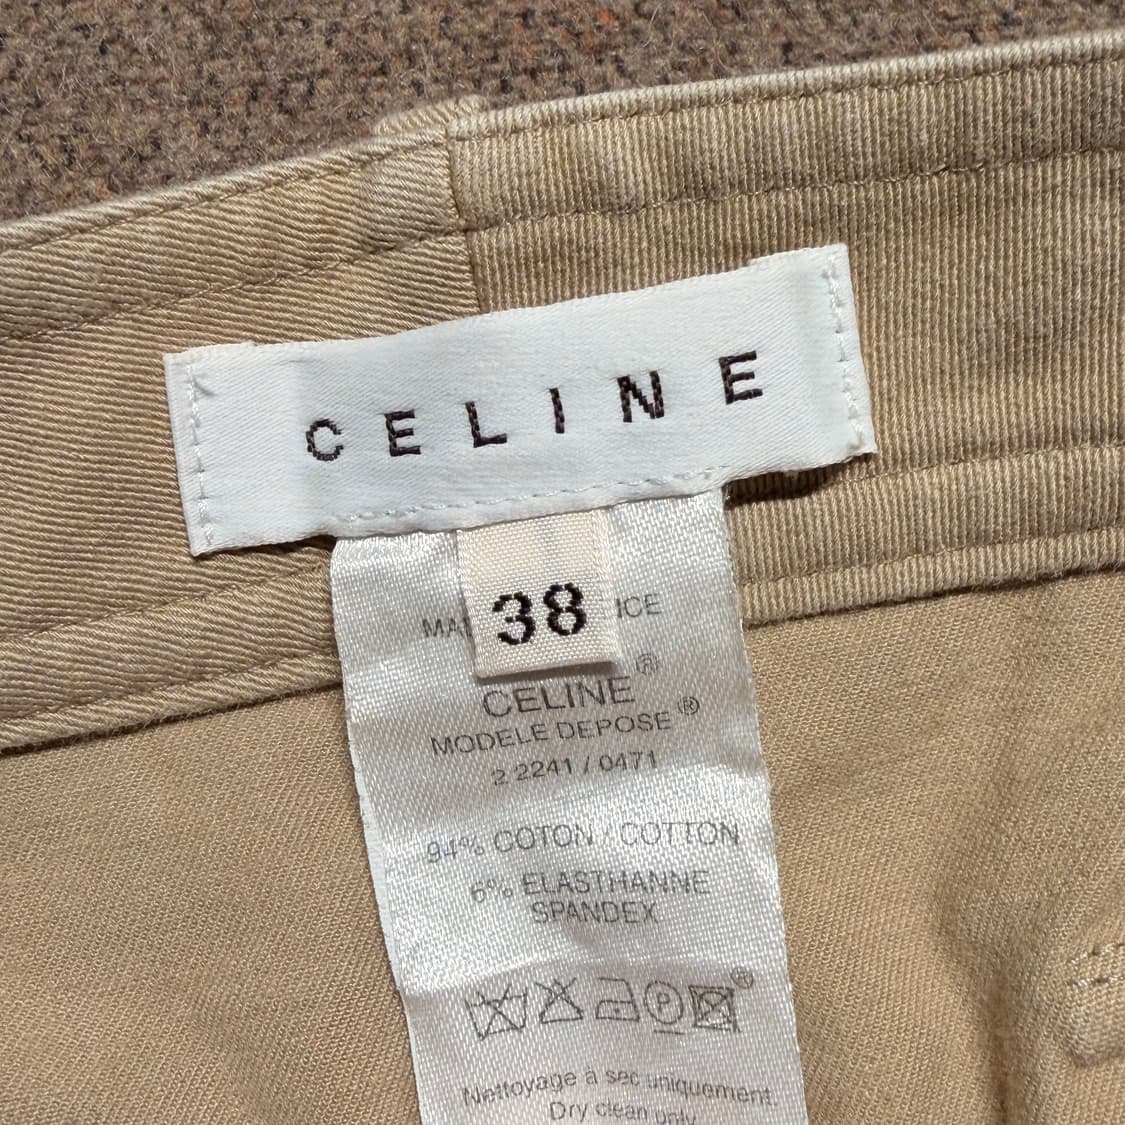 CELINE
38
CELINE®
MODELE DEPOSE®
2 2241 / 0471
94% COTON / COTTON
6% ELASTHANNE
SPANDEX
P
®
Nettoyage a sec uniquement.
Dry clean only